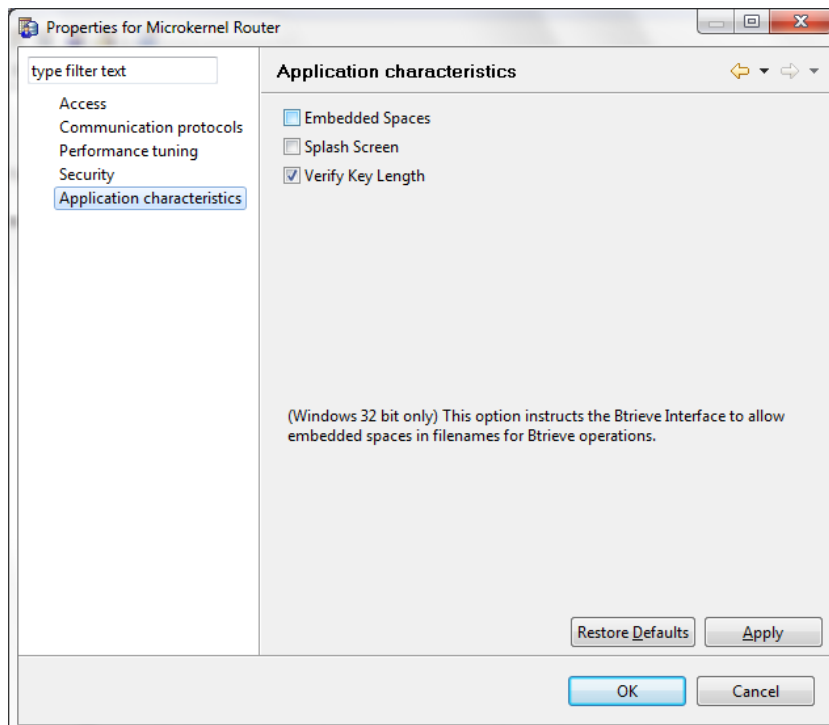 Properties for Microkernel Router
type filter text
Access
Communication protocols
Performance tuning
Security
Application characteristics
Application characteristics
Embedded Spaces
Splash Screen
Verify Key Length
(Windows 32 bit only) This option instructs the Btrieve Interface to allow
embedded spaces in filenames for Btrieve operations.
Restore Defaults
Apply
OK
Cancel